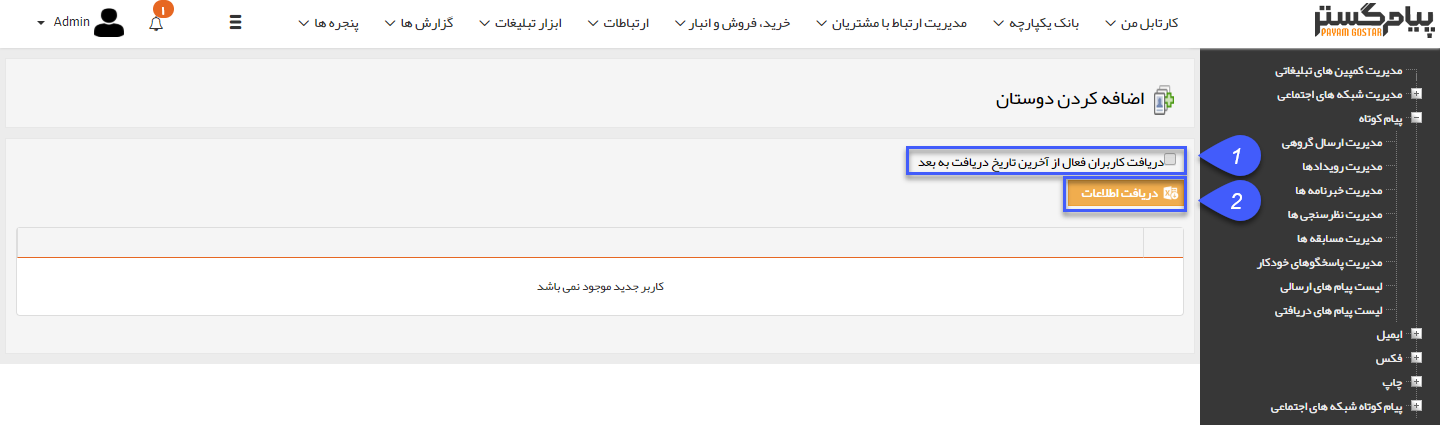 پیام‌گستر
PAYAM GOSTAR
کارتابل من
بانک یکپارچه
مدیریت ارتباط با مشتریان
خرید، فروش و انبار
ارتباطات
ابزار تبلیغات
گزارش ها
پنجره ها
۱
Admin
مدیریت کمپین های تبلیغاتی
مدیریت شبکه های اجتماعی
پیام کوتاه
مدیریت ارسال گروهی
مدیریت رویدادها
مدیریت خبرنامه ها
مدیریت نظرسنجی ها
مدیریت مسابقه ها
مدیریت پاسخگوهای خودکار
لیست پیام های ارسالی
لیست پیام های دریافتی
ایمیل
فکس
چاپ
پیام کوتاه شبکه های اجتماعی
اضافه کردن دوستان
1
دریافت کاربران فعال از آخرین تاریخ دریافت به بعد
2
دریافت اطلاعات
کاربر جدید موجود نمی باشد